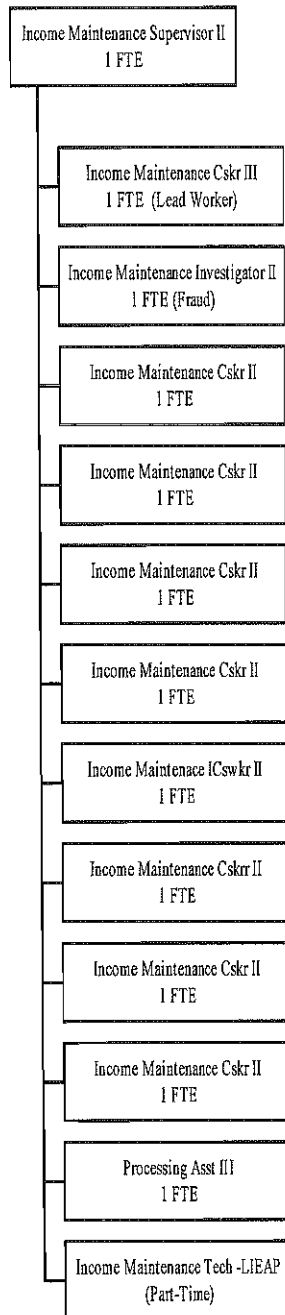 Income Maintenance Supervisor II
1 FTE
Income Maintenance Cskr III
1 FTE (Lead Worker)
Income Maintenance Investigator II
1 FTE (Fraud)
Income Maintenance Cskr II
1 FTE
Income Maintenance Cskr II
1 FTE
Income Maintenance Cskr II
1 FTE
Income Maintenance Cskr II
1 FTE
Income Maintenace ICswkr II
1 FTE
Income Maintenance Cskrr II
1 FTE
Income Maintenance Cskr II
1 FTE
Income Maintenance Cskr II
1 FTE
Processing Asst III
1 FTE
Income Maintenance Tech -LIEAP
(Part-Time)